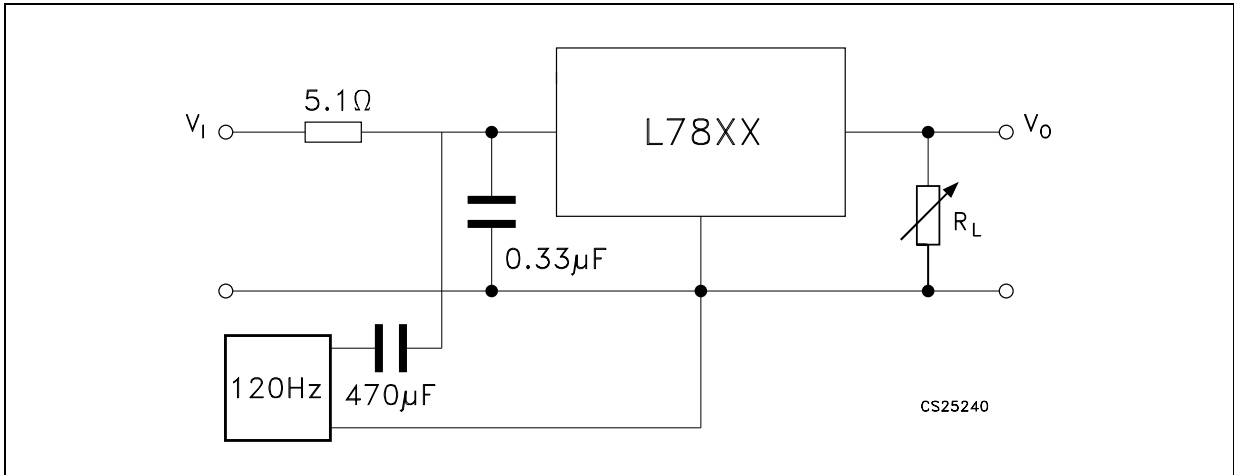 5.1Ω
V_I
L78XX
V_O
R_L
0.33µF
120Hz
470µF
CS25240